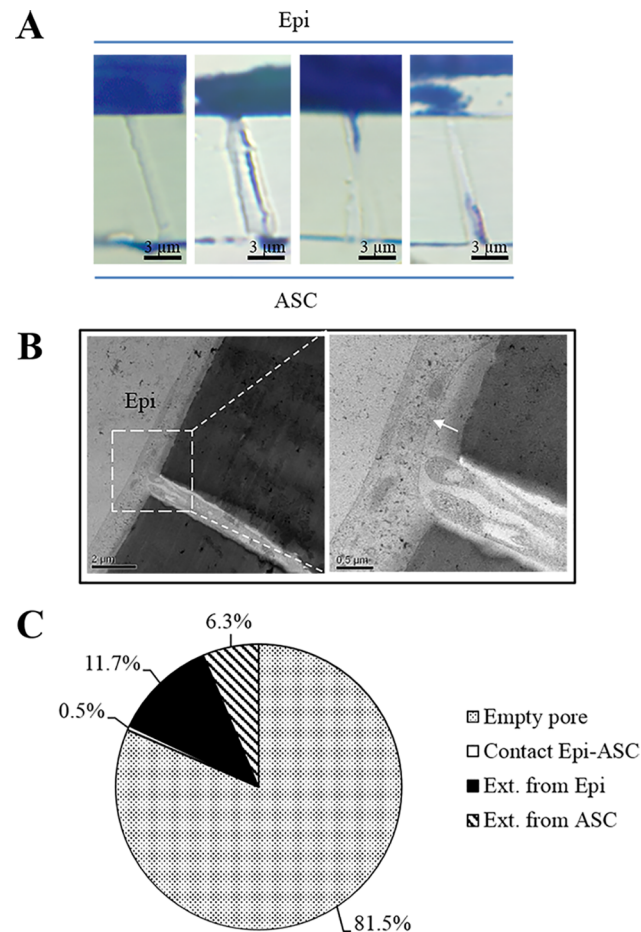 A
Epi
3 µm
3 µm
3 µm
3 µm
ASC
B
Epi
2 µm
0.5 µm
C
6.3%
11.7%
0.5%
81.5%
Empty pore
Contact Epi-ASC
Ext. from Epi
Ext. from ASC